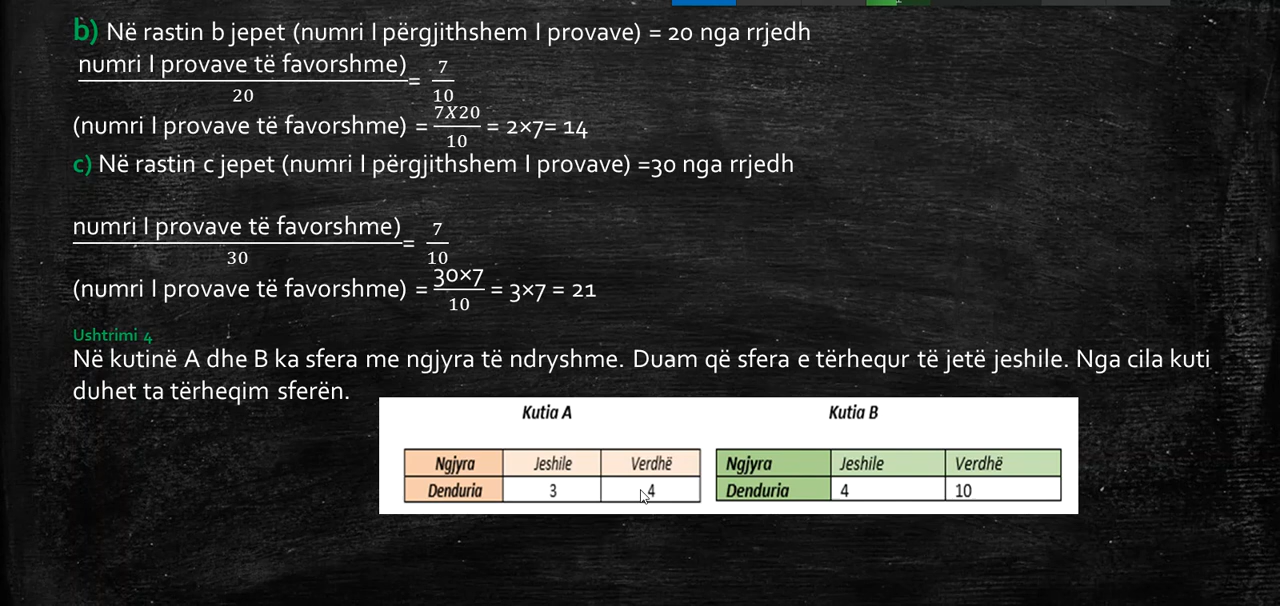 b) Në rastin b jepet (numri I përgjithshem I provave) = 20 nga rrjedh
numri I provave të favorshme)/20 = 7/10
(numri I provave të favorshme) = 7X20/10 = 2×7= 14
c) Në rastin c jepet (numri I përgjithshem I provave) =30 nga rrjedh
numri I provave të favorshme)/30 = 7/10
(numri I provave të favorshme) = 30×7/10 = 3×7 = 21
Ushtrimi 4
Në kutinë A dhe B ka sfera me ngjyra të ndryshme. Duam që sfera e tërhequr të jetë jeshile. Nga cila kuti
duhet ta tërheqim sferën.
Kutia A
Ngjyra Jeshile Verdhë
Denduria 3 4
Kutia B
Ngjyra Jeshile Verdhë
Denduria 4 10